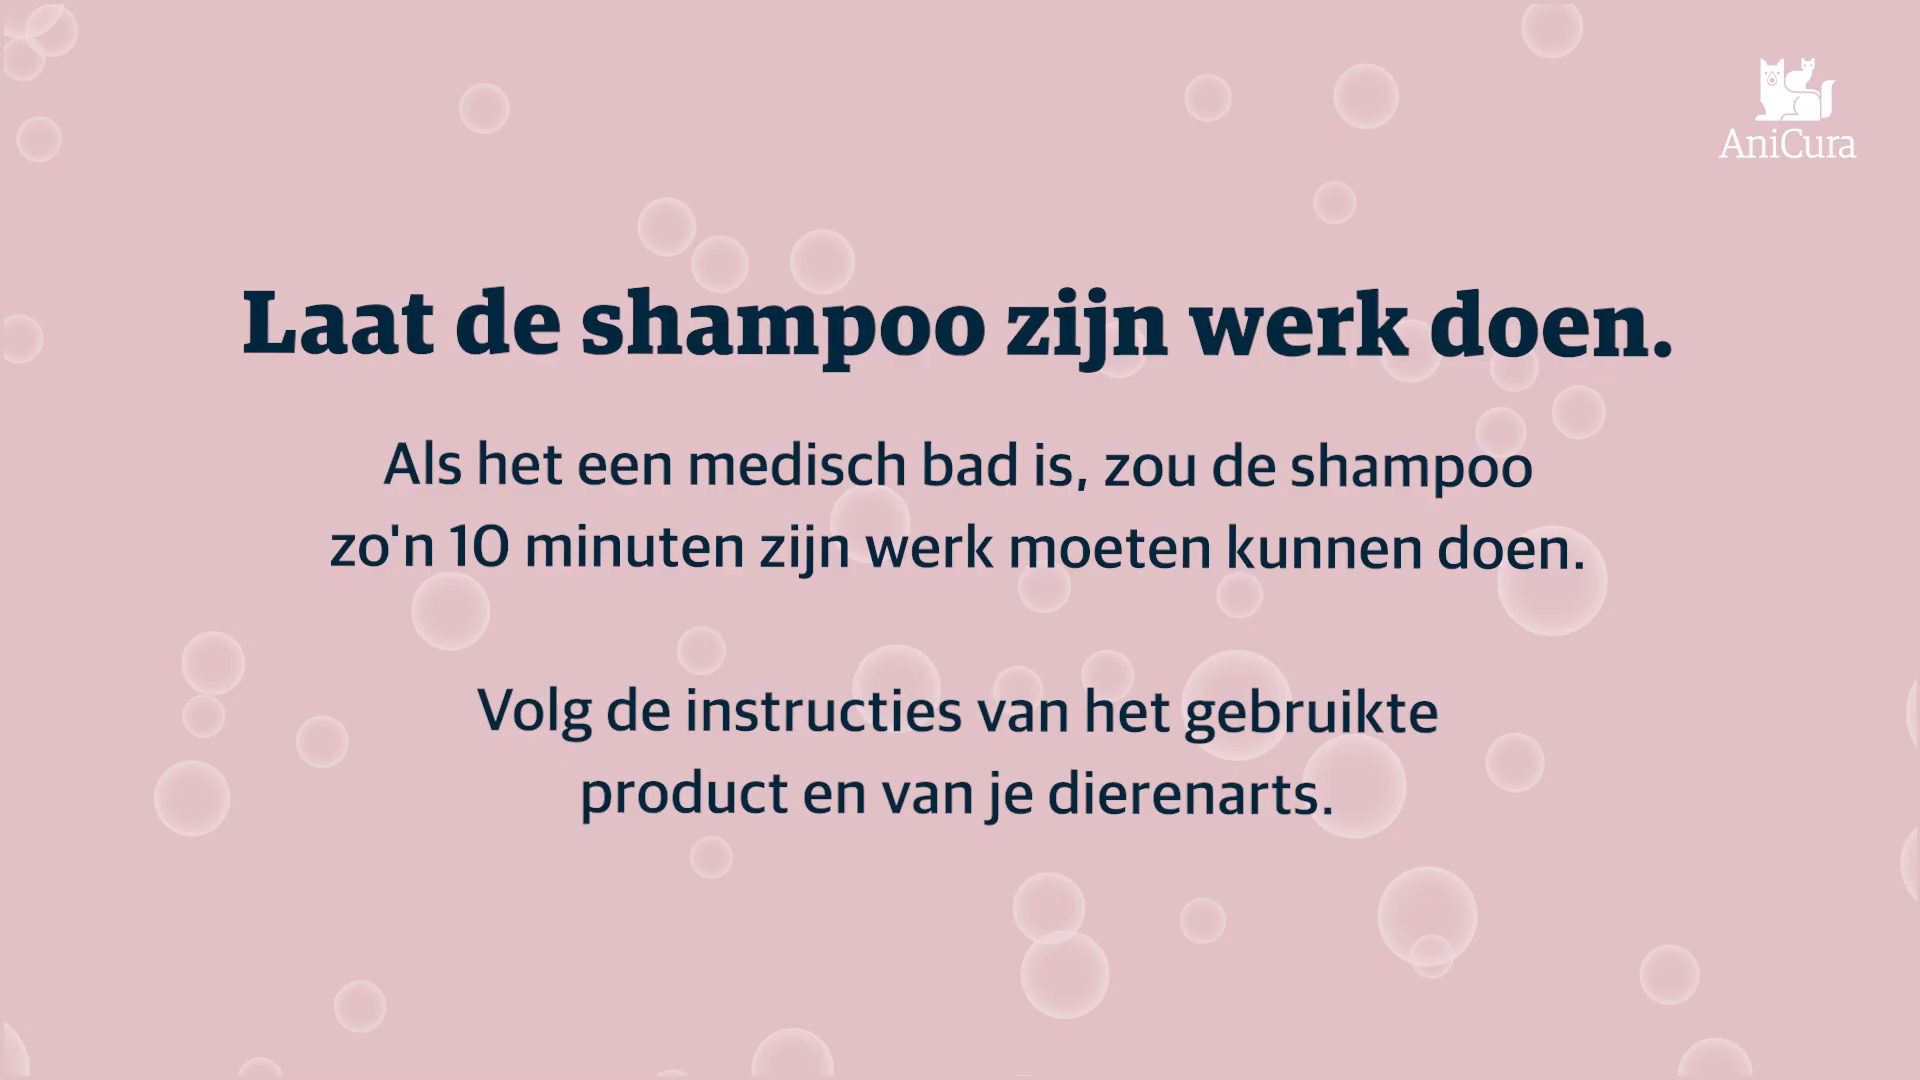 AniCura
Laat de shampoo zijn werk doen.
Als het een medisch bad is, zou de shampoo
zo'n 10 minuten zijn werk moeten kunnen doen.
Volg de instructies van het gebruikte
product en van je dierenarts.